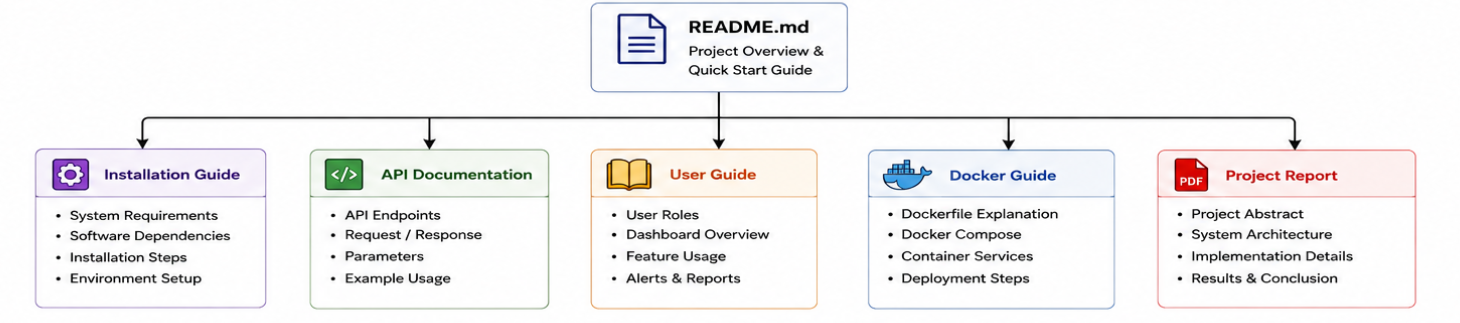 README.md
Project Overview &
Quick Start Guide
Installation Guide
• System Requirements
• Software Dependencies
• Installation Steps
• Environment Setup
</>
API Documentation
• API Endpoints
• Request / Response
• Parameters
• Example Usage
User Guide
• User Roles
• Dashboard Overview
• Feature Usage
• Alerts & Reports
Docker Guide
• Dockerfile Explanation
• Docker Compose
• Container Services
• Deployment Steps
PDF
Project Report
• Project Abstract
• System Architecture
• Implementation Details
• Results & Conclusion